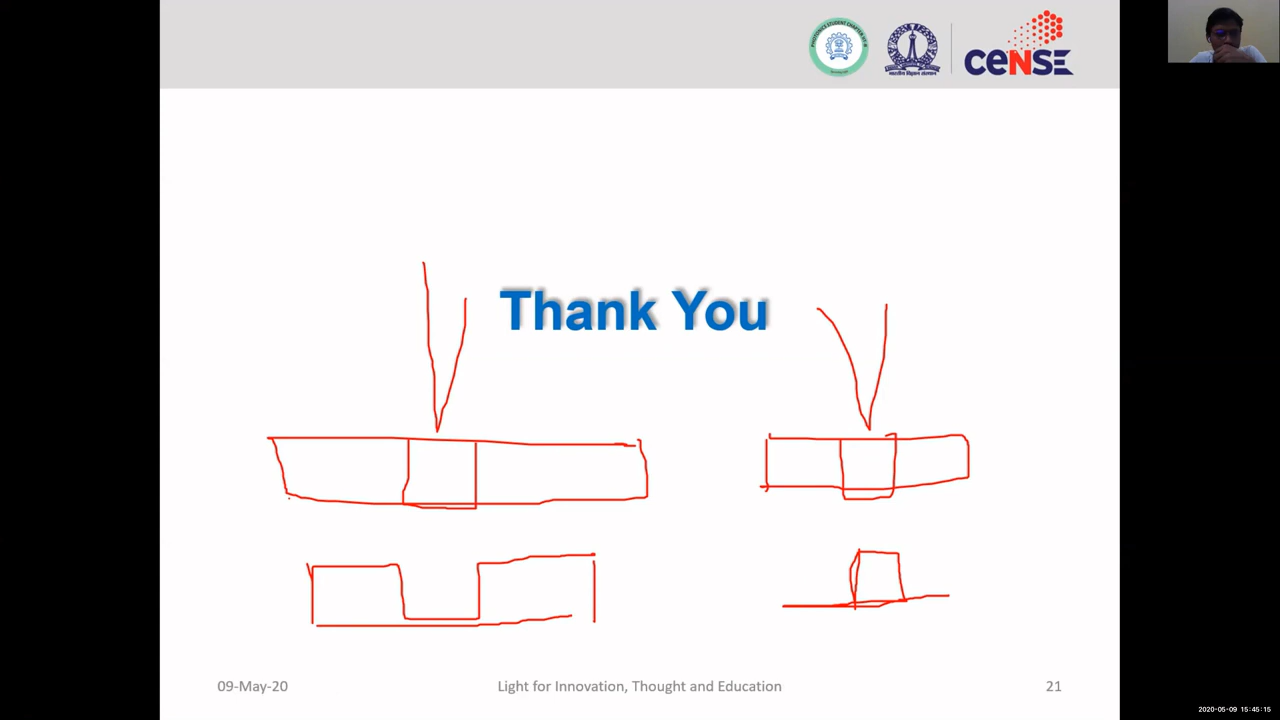 CeNSE
भारतीय विज्ञान संस्थान
Thank You
09-May-20
Light for Innovation, Thought and Education
21
2020-05-09 15:45:15